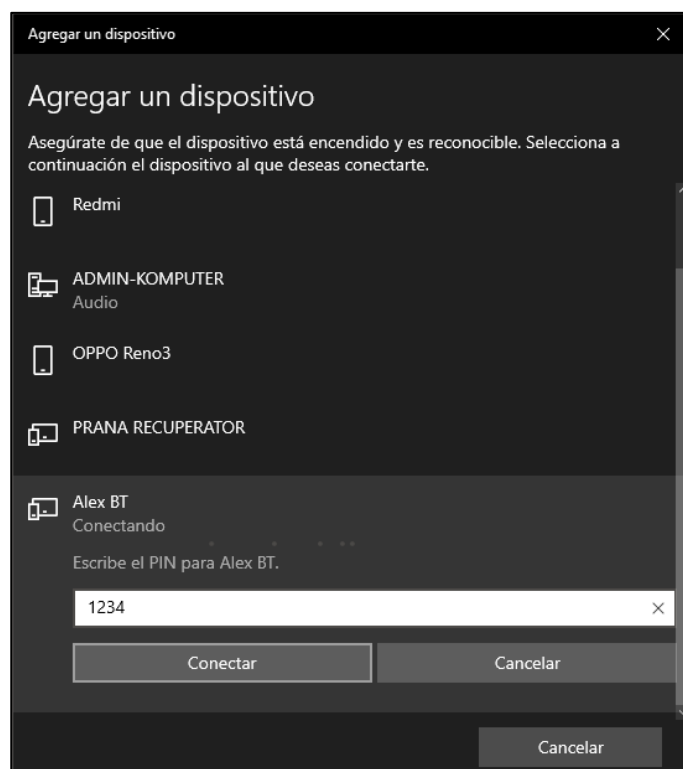 Agregar un dispositivo
Agregar un dispositivo
Asegúrate de que el dispositivo está encendido y es reconocible. Selecciona a
continuación el dispositivo al que deseas conectarte.
Redmi
ADMIN-KOMPUTER
Audio
OPPO Reno3
PRANA RECUPERATOR
Alex BT
Conectando
Escribe el PIN para Alex BT.
1234
Conectar Cancelar
Cancelar